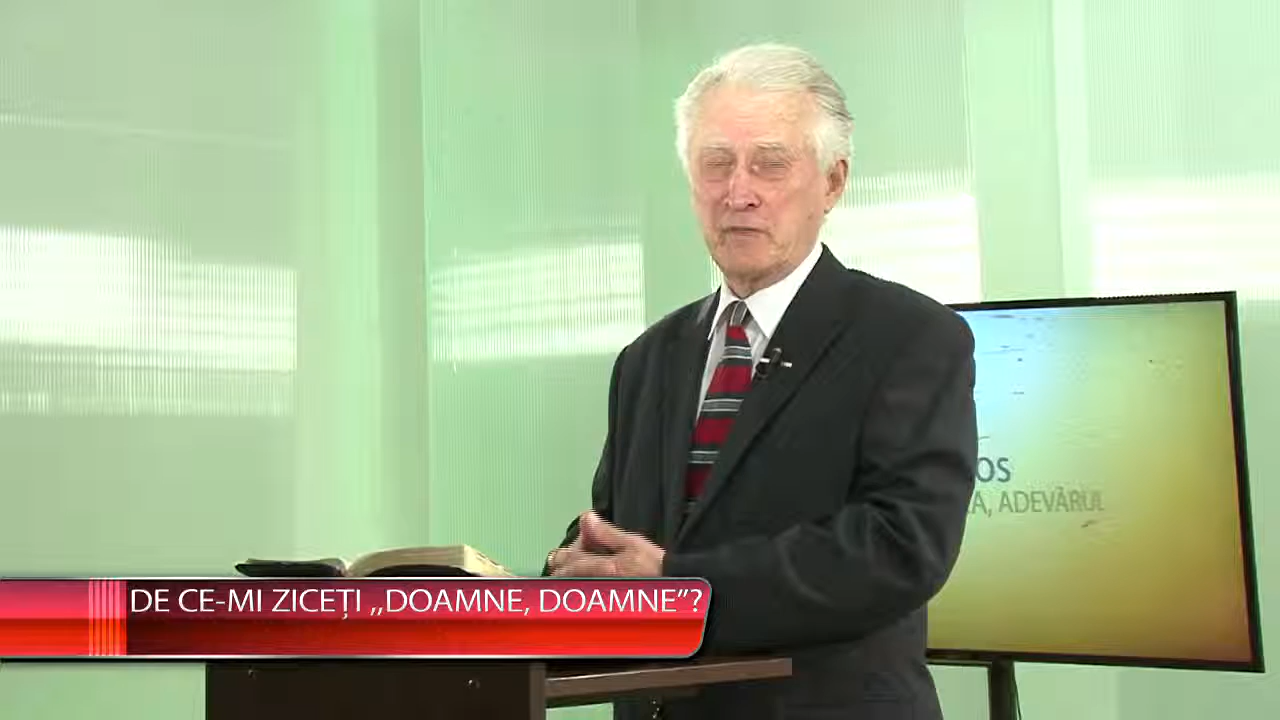 DE CE-MI ZICEȚI ,,DOAMNE, DOAMNE”?
OS
A, ADEVĂRUL